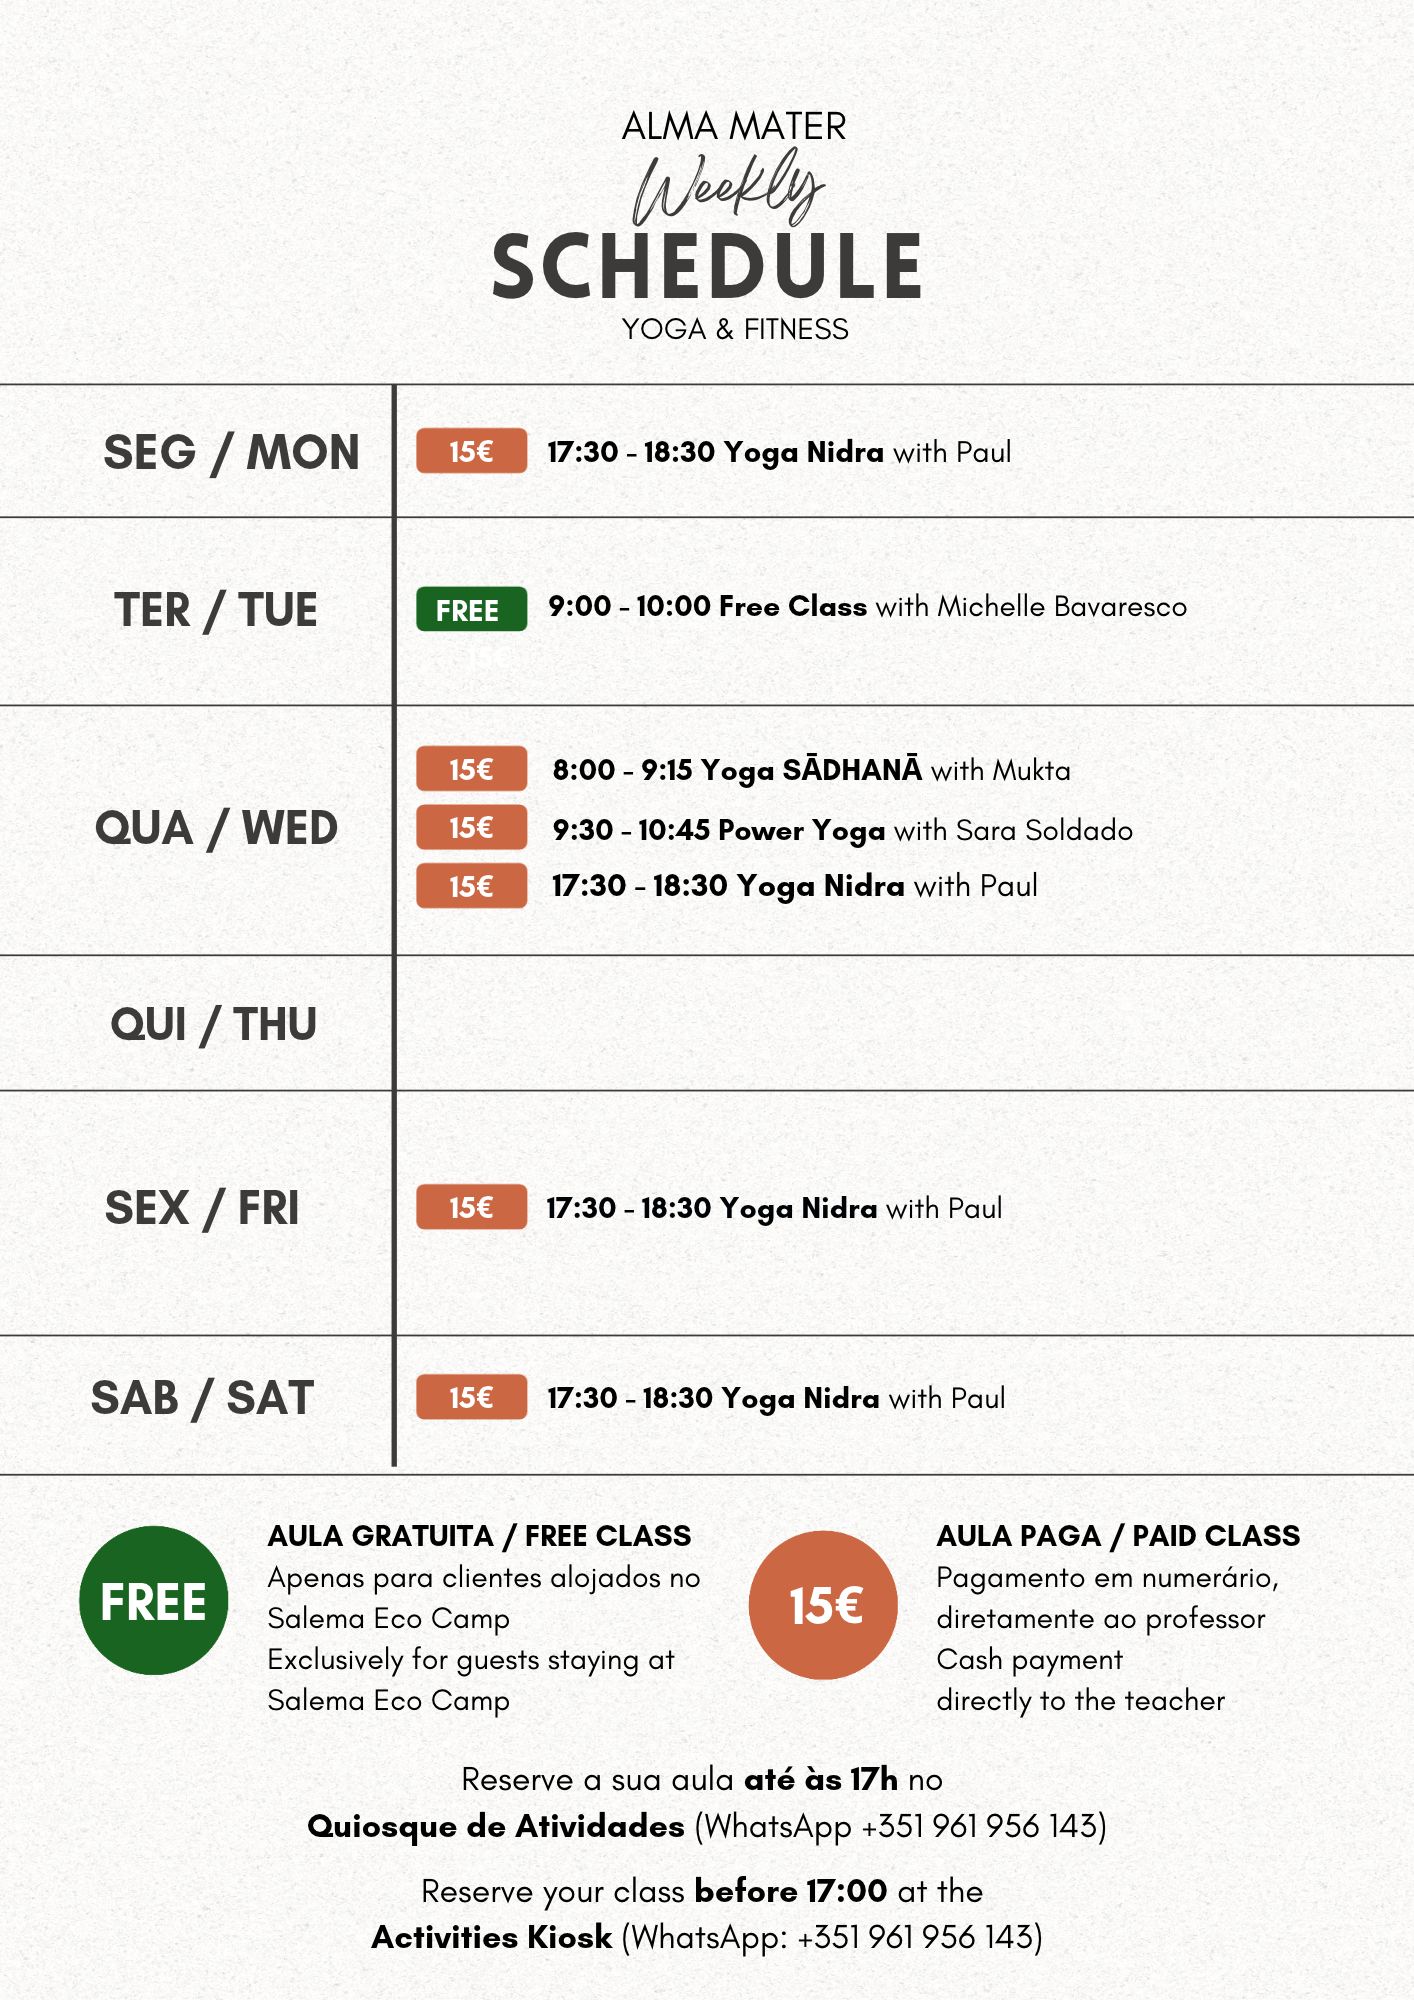 ALMA MATER
Weekly
SCHEDULE
YOGA & FITNESS
SEG / MON
15€ 17:30 - 18:30 Yoga Nidra with Paul
TER / TUE
FREE 9:00 - 10:00 Free Class with Michelle Bavaresco
QUA / WED
15€ 8:00 - 9:15 Yoga SĀDHANĀ with Mukta
15€ 9:30 - 10:45 Power Yoga with Sara Soldado
15€ 17:30 - 18:30 Yoga Nidra with Paul
QUI / THU
SEX / FRI
15€ 17:30 - 18:30 Yoga Nidra with Paul
SAB / SAT
15€ 17:30 - 18:30 Yoga Nidra with Paul
FREE
AULA GRATUITA / FREE CLASS
Apenas para clientes alojados no
Salema Eco Camp
Exclusively for guests staying at
Salema Eco Camp
15€
AULA PAGA / PAID CLASS
Pagamento em numerário,
diretamente ao professor
Cash payment
directly to the teacher
Reserve a sua aula até às 17h no
Quiosque de Atividades (WhatsApp +351 961 956 143)
Reserve your class before 17:00 at the
Activities Kiosk (WhatsApp: +351 961 956 143)